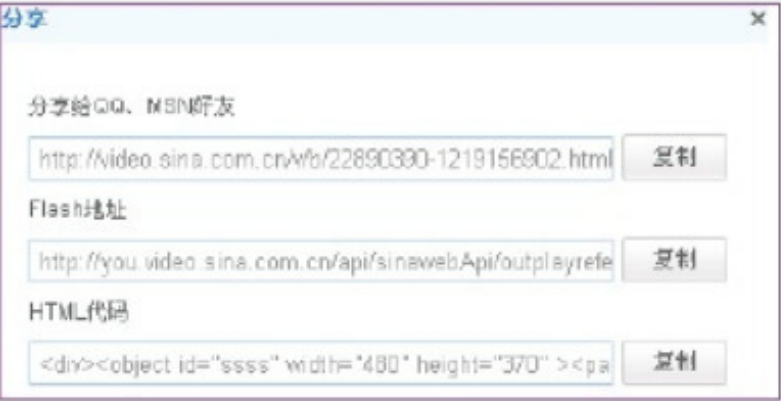 分享
分享给QQ、MSN好友
http://video.sina.com.cn/v/b/22890390-1219156902.html 复制
Flash地址
http://you.video.sina.com.cn/api/sinawebApi/outplayrefe 复制
HTML代码
<div><object id="ssss" width="480" height="370" ><pa 复制